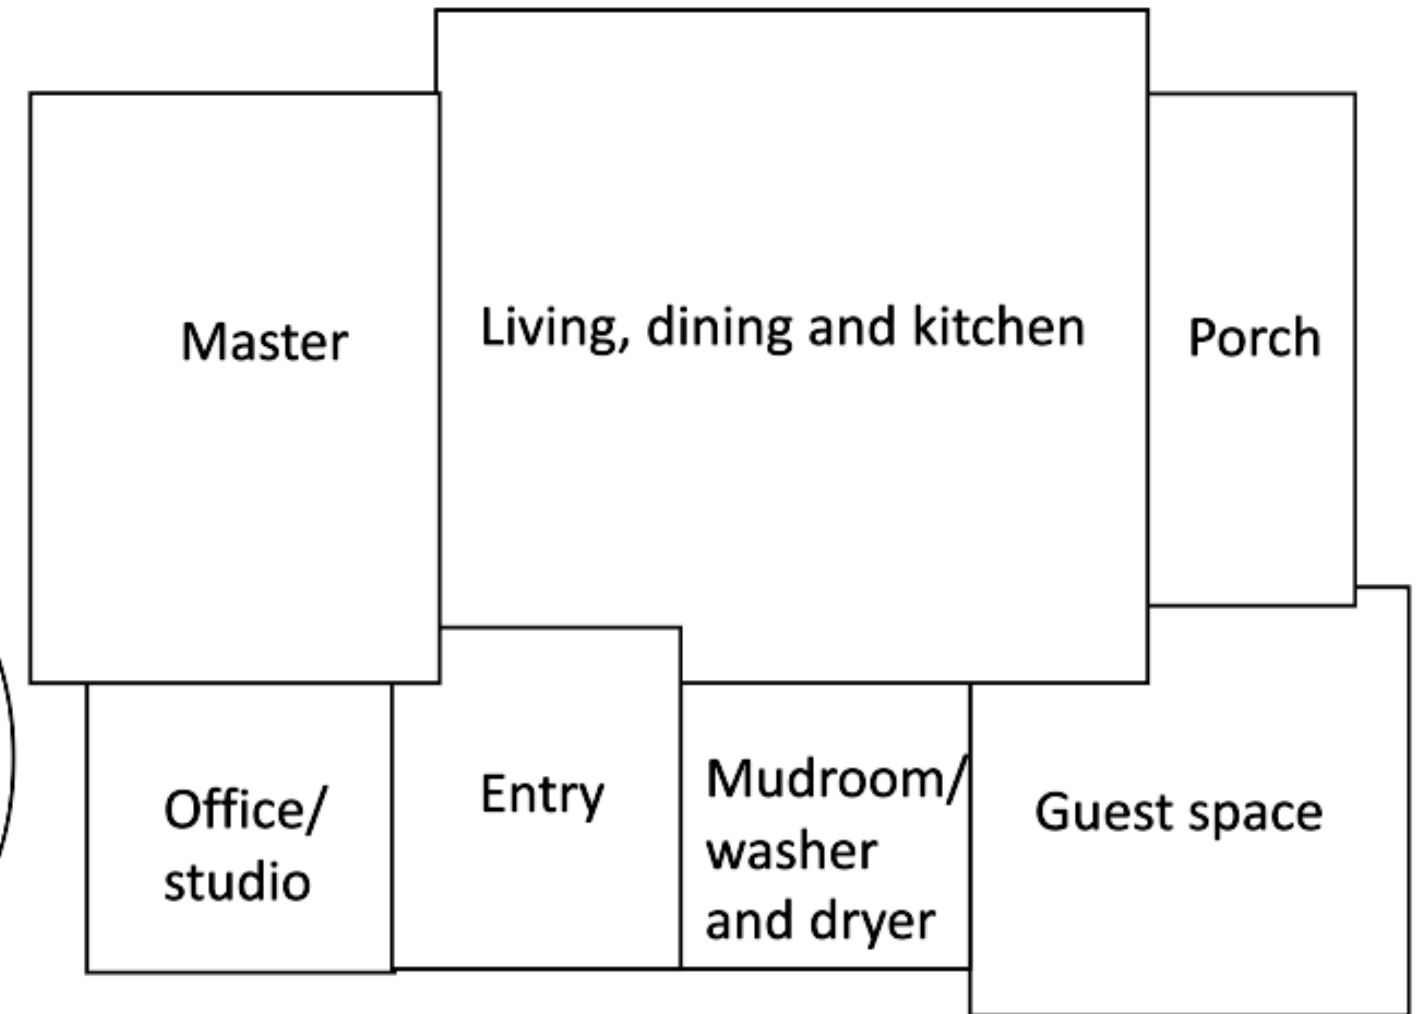 Master
Living, dining and kitchen
Porch
Office/
studio
Entry
Mudroom/
washer
and dryer
Guest space